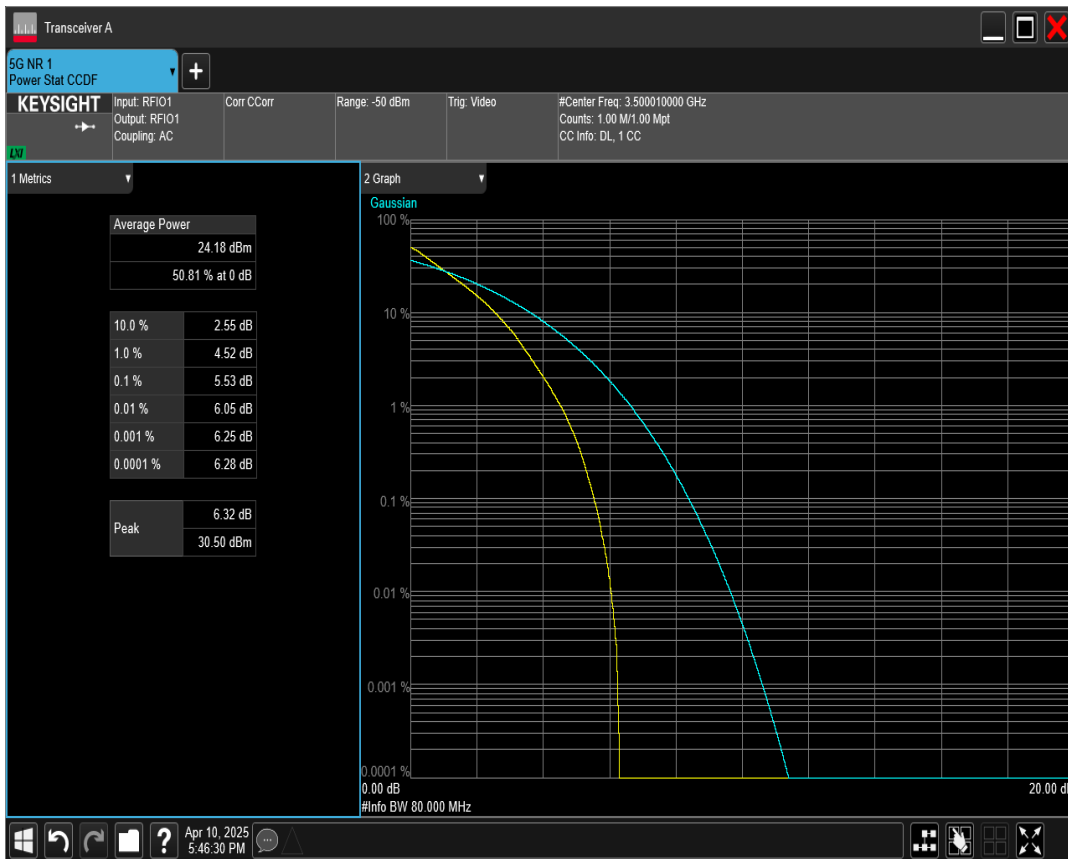 Transceiver A
5G NR 1
Power Stat CCDF
+
KEYSIGHT
LXI
Input: RFIO1
Output: RFIO1
Coupling: AC
Corr CCorr
Range: -50 dBm
Trig: Video
#Center Freq: 3.500010000 GHz
Counts: 1.00 M/1.00 Mpt
CC Info: DL, 1 CC
1 Metrics
Average Power
24.18 dBm
50.81 % at 0 dB
10.0 % 2.55 dB
1.0 % 4.52 dB
0.1 % 5.53 dB
0.01 % 6.05 dB
0.001 % 6.25 dB
0.0001 % 6.28 dB
Peak
6.32 dB
30.50 dBm
2 Graph
Gaussian
100 %
10 %
1 %
0.1 %
0.01 %
0.001 %
0.0001 %
0.00 dB
20.00 d
#Info BW 80.000 MHz
?
Apr 10, 2025
5:46:30 PM